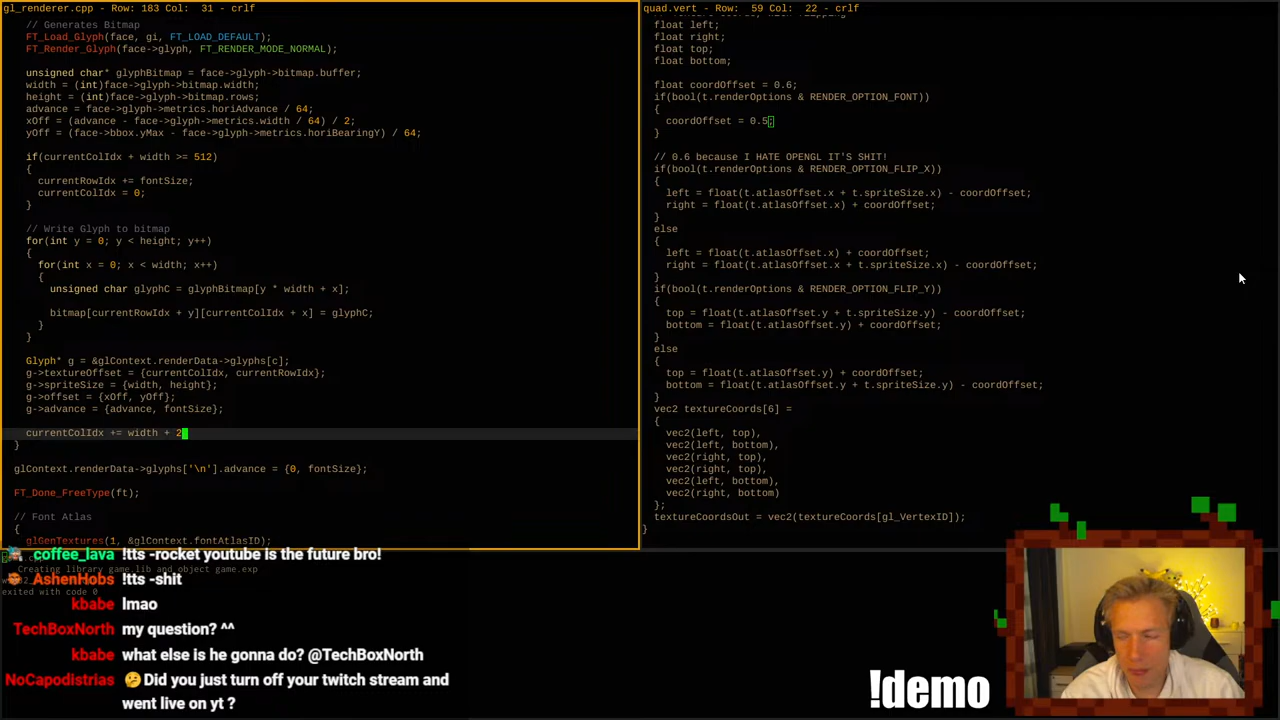 gl_renderer.cpp - Row: 183 Col:  31 - crlf
// Generates Bitmap
FT_Load_Glyph(face, gi, FT_LOAD_DEFAULT);
FT_Render_Glyph(face->glyph, FT_RENDER_MODE_NORMAL);
unsigned char* glyphBitmap = face->glyph->bitmap.buffer;
width = (int)face->glyph->bitmap.width;
height = (int)face->glyph->bitmap.rows;
advance = face->glyph->metrics.horiAdvance / 64;
xOff = (advance - face->glyph->metrics.width / 64) / 2;
yOff = (face->bbox.yMax - face->glyph->metrics.horiBearingY) / 64;
if(currentColIdx + width >= 512)
{
currentRowIdx += fontSize;
currentColIdx = 0;
}
// Write Glyph to bitmap
for(int y = 0; y < height; y++)
{
for(int x = 0; x < width; x++)
{
unsigned char glyphC = glyphBitmap[y * width + x];
bitmap[currentRowIdx + y][currentColIdx + x] = glyphC;
}
}
Glyph* g = &glContext.renderData->glyphs[c];
g->textureOffset = {currentColIdx, currentRowIdx};
g->spriteSize = {width, height};
g->offset = {xOff, yOff};
g->advance = {advance, fontSize};
currentColIdx += width + 2
}
glContext.renderData->glyphs['\n'].advance = {0, fontSize};
FT_Done_FreeType(ft);
// Font Atlas
{
glGenTextures(1, &glContext.fontAtlasID);
quad.vert - Row:  59 Col:  22 - crlf
float left;
float right;
float top;
float bottom;
float coordOffset = 0.6;
if(bool(t.renderOptions & RENDER_OPTION_FONT))
{
coordOffset = 0.5;
}
// 0.6 because I HATE OPENGL IT'S SHIT!
if(bool(t.renderOptions & RENDER_OPTION_FLIP_X))
{
left = float(t.atlasOffset.x + t.spriteSize.x) - coordOffset;
right = float(t.atlasOffset.x) + coordOffset;
}
else
{
left = float(t.atlasOffset.x) + coordOffset;
right = float(t.atlasOffset.x + t.spriteSize.x) - coordOffset;
}
if(bool(t.renderOptions & RENDER_OPTION_FLIP_Y))
{
top = float(t.atlasOffset.y + t.spriteSize.y) - coordOffset;
bottom = float(t.atlasOffset.y) + coordOffset;
}
else
{
top = float(t.atlasOffset.y) + coordOffset;
bottom = float(t.atlasOffset.y + t.spriteSize.y) - coordOffset;
}
vec2 textureCoords[6] =
{
vec2(left, top),
vec2(left, bottom),
vec2(right, top),
vec2(right, top),
vec2(left, bottom),
vec2(right, bottom)
};
textureCoordsOut = vec2(textureCoords[gl_VertexID]);
}
Creating library game.lib and object game.exp
exited with code 0
coffee_lava !tts -rocket youtube is the future bro!
AshenHobs !tts -shit
kbabe lmao
TechBoxNorth my question? ^^
kbabe what else is he gonna do? @TechBoxNorth
NoCapodistrias 🤔Did you just turn off your twitch stream and
went live on yt ?
!demo